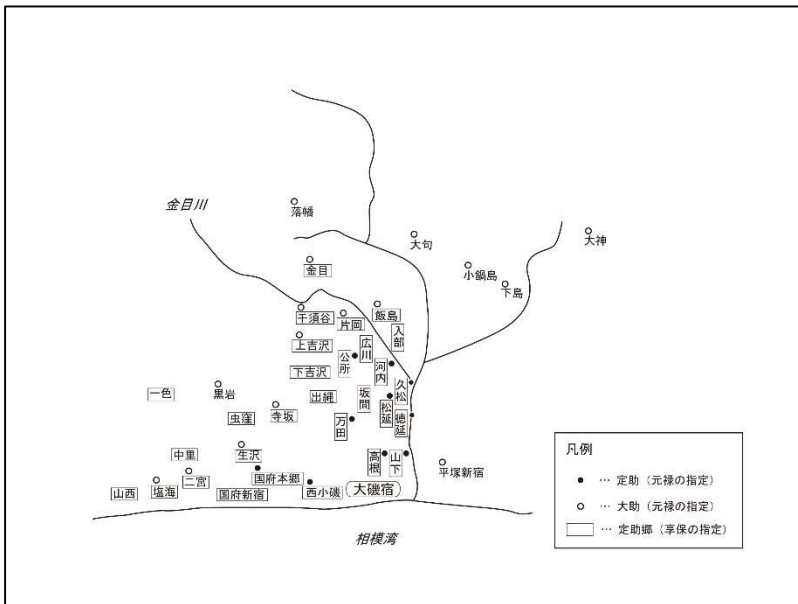 金目川
落幡
大句
大神
金目
小鍋島
下島
千須谷
片岡
飯島
入部
広川
上吉沢
公所
河内
下吉沢
久松
一色
黒岩
出縄
坂間
松延
徳延
虫窪
寺坂
万田
中里
生沢
高根
山下
平塚新宿
二宮
国府本郷
山西
塩海
国府新宿
西小磯
大磯宿
相模湾
凡例
● … 定助（元禄の指定）
○ … 大助（元禄の指定）
… 定助郷（享保の指定）